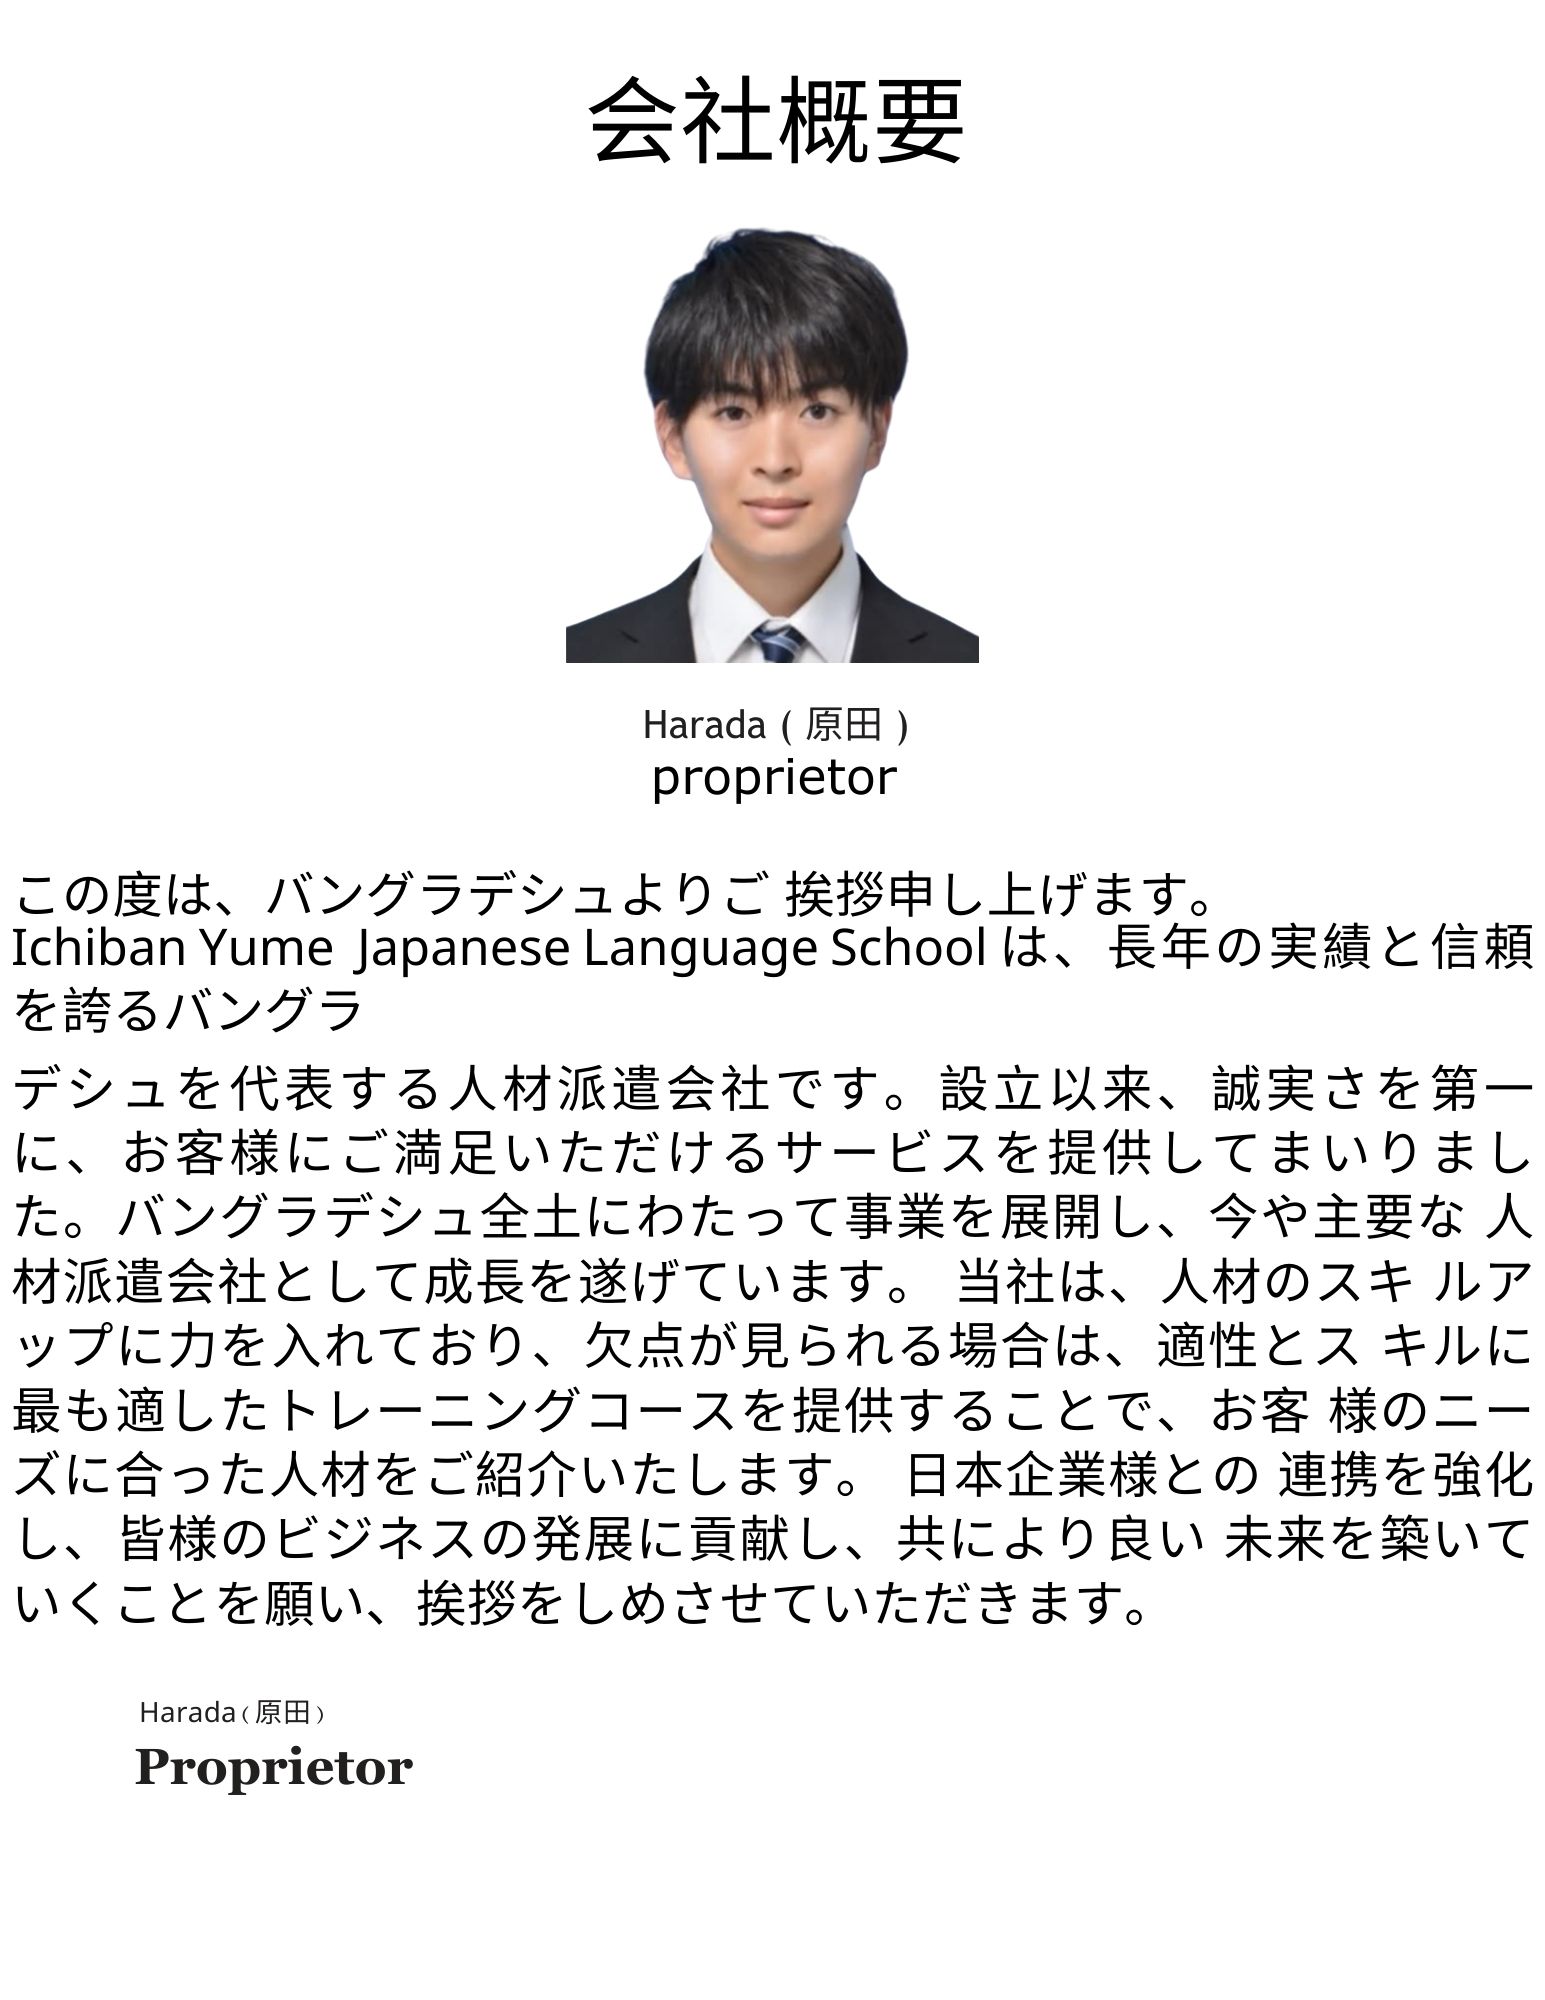 会社概要
Harada ( 原田 )
proprietor
この度は、バングラデシュよりご 挨拶申し上げます。
Ichiban Yume Japanese Language School は、長年の実績と信頼
を誇るバングラ
デシュを代表する人材派遣会社です。設立以来、誠実さを第一
に、お客様にご満足いただけるサービスを提供してまいりまし
た。バングラデシュ全土にわたって事業を展開し、今や主要な 人
材派遣会社として成長を遂げています。 当社は、人材のスキ ルア
ップに力を入れており、欠点が見られる場合は、適性とス キルに
最も適したトレーニングコースを提供することで、お客 様のニー
ズに合った人材をご紹介いたします。 日本企業様との 連携を強化
し、皆様のビジネスの発展に貢献し、共により良い 未来を築いて
いくことを願い、挨拶をしめさせていただきます。
Harada ( 原田 )
Proprietor